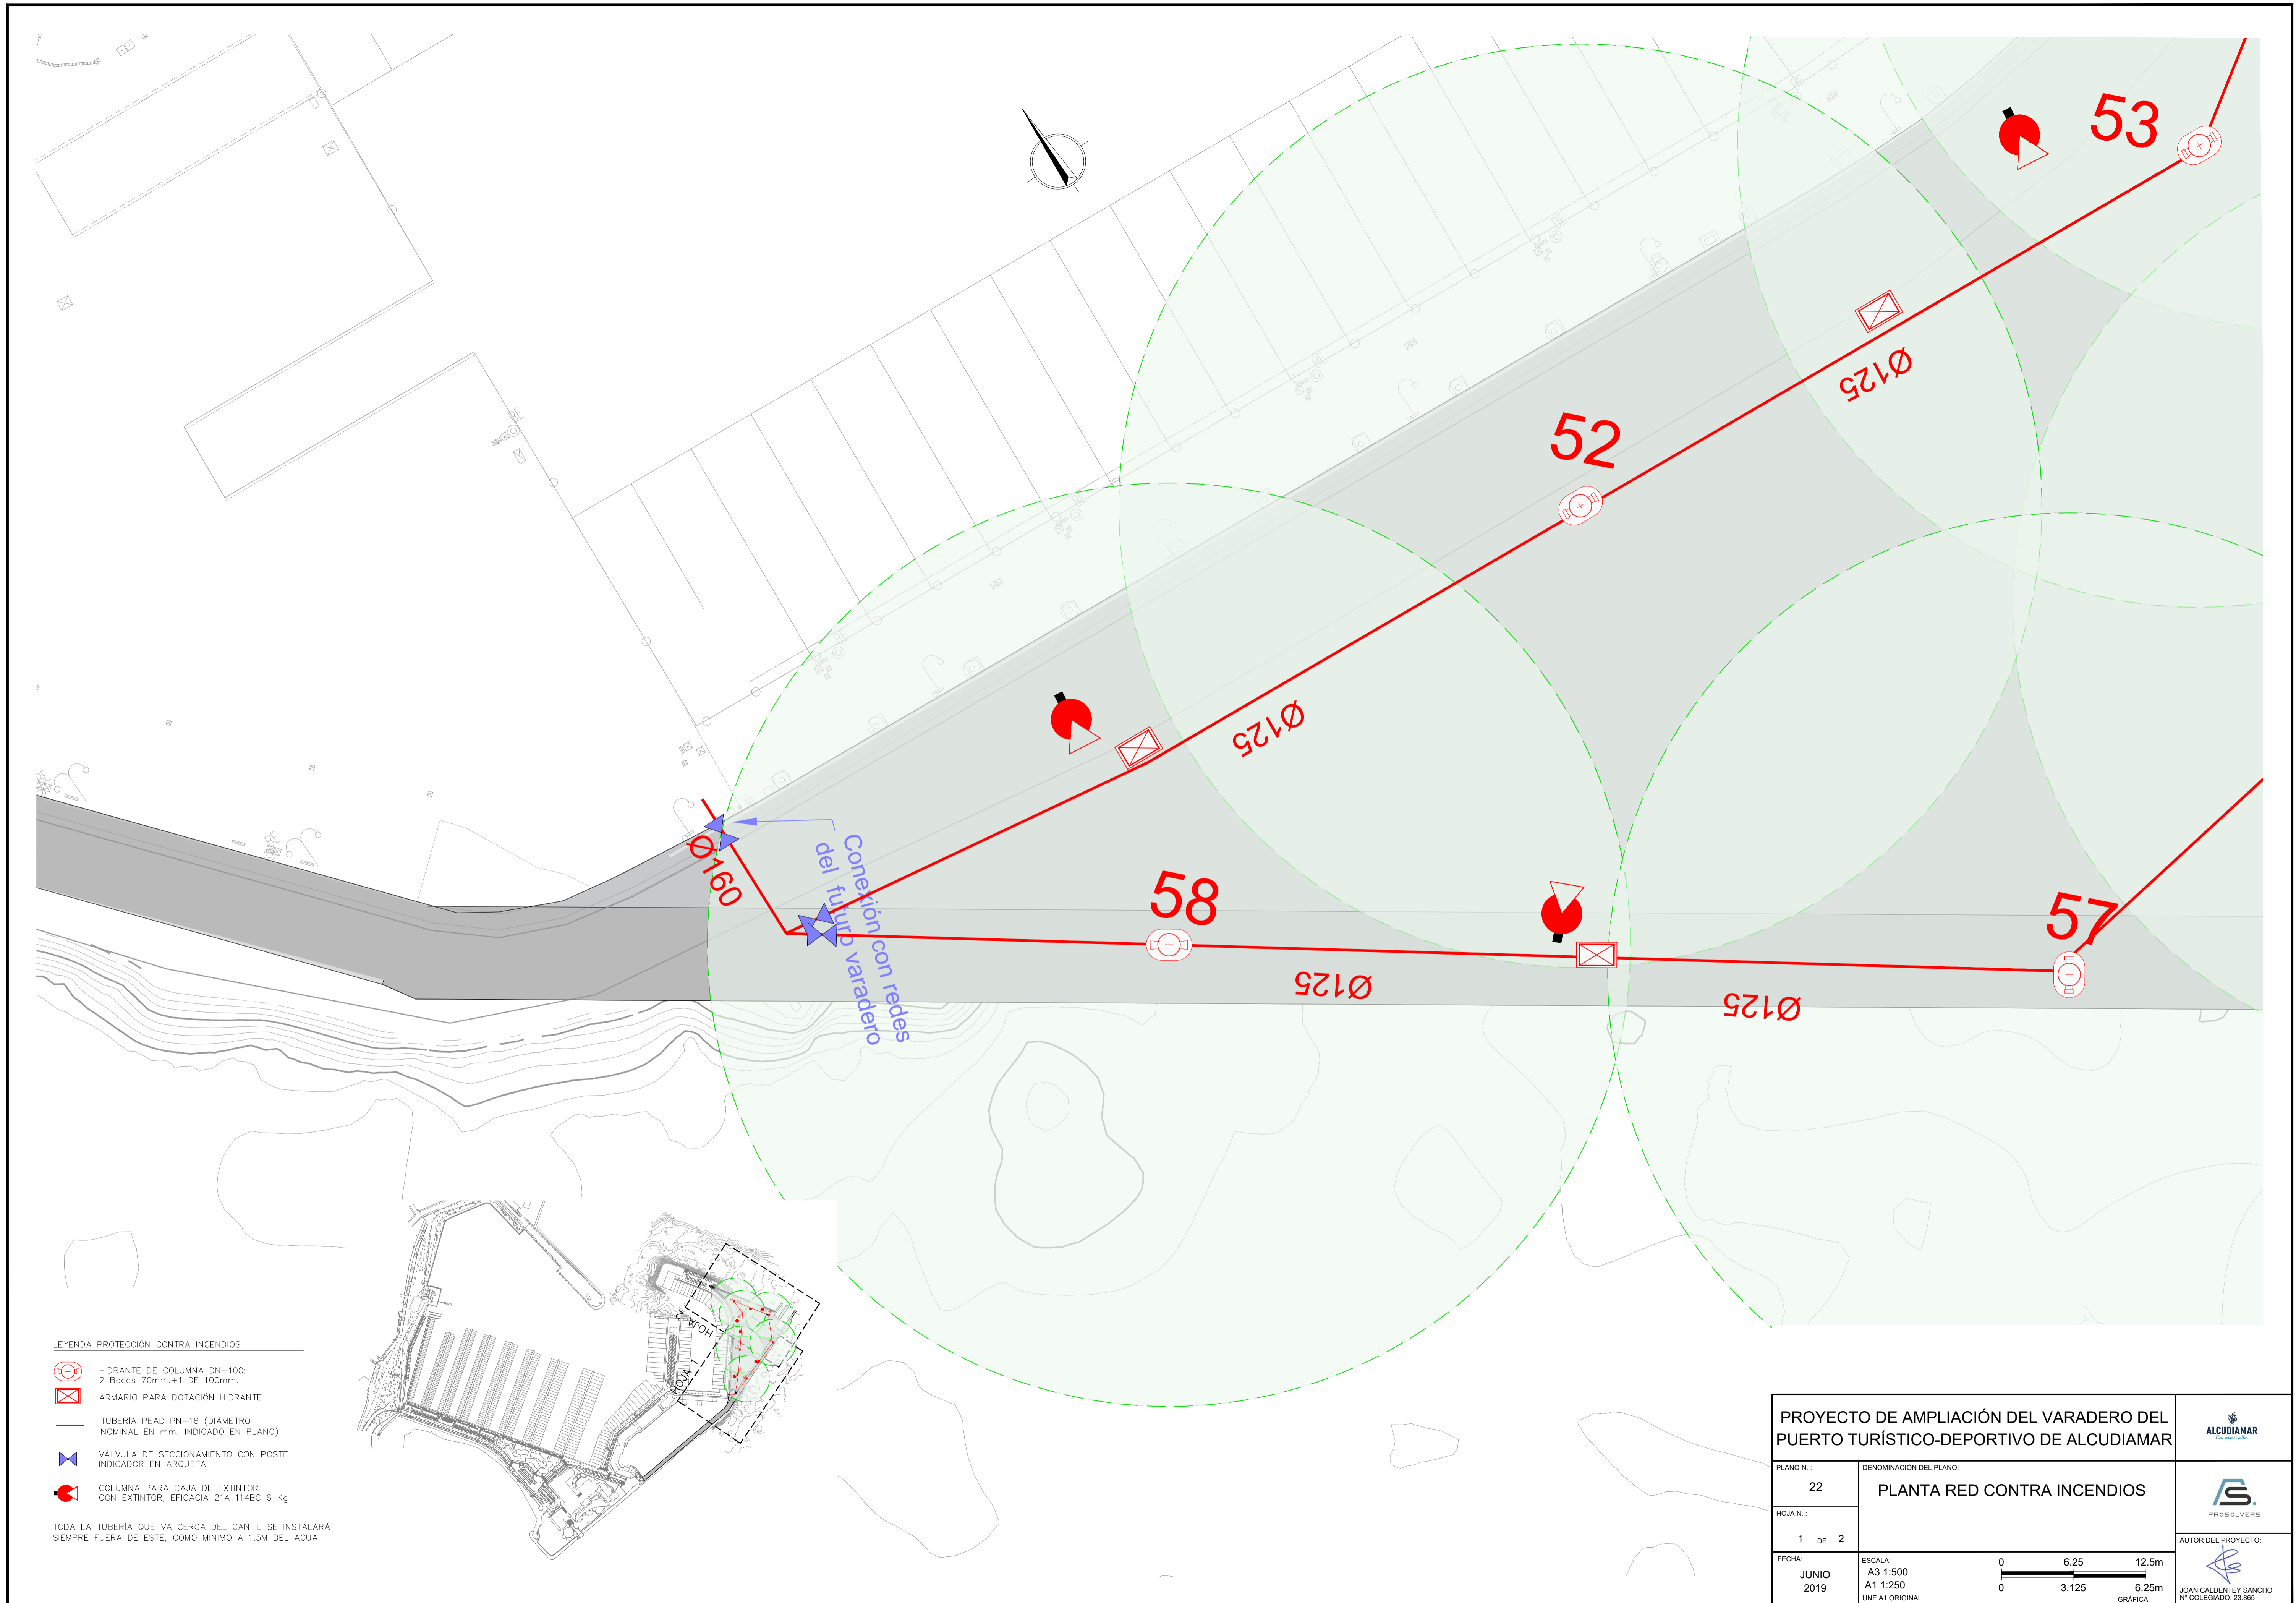 53
52
Ø125
Ø125
Ø160
Conexión con redes
del futuro varadero
58
57
Ø125
Ø125
HOJA 2
HOJA 1
LEYENDA PROTECCIÓN CONTRA INCENDIOS
HIDRANTE DE COLUMNA DN-100:
2 Bocas 70mm.+1 DE 100mm.
ARMARIO PARA DOTACIÓN HIDRANTE
TUBERÍA PEAD PN-16 (DIÁMETRO
NOMINAL EN mm. INDICADO EN PLANO)
VÁLVULA DE SECCIONAMIENTO CON POSTE
INDICADOR EN ARQUETA
COLUMNA PARA CAJA DE EXTINTOR
CON EXTINTOR, EFICACIA 21A 114BC 6 Kg
TODA LA TUBERÍA QUE VA CERCA DEL CANTIL SE INSTALARÁ
SIEMPRE FUERA DE ESTE, COMO MÍNIMO A 1,5M DEL AGUA.
PROYECTO DE AMPLIACIÓN DEL VARADERO DEL
PUERTO TURÍSTICO-DEPORTIVO DE ALCUDIAMAR
ALCUDIAMAR
PLANO N. :
22
DENOMINACIÓN DEL PLANO:
PLANTA RED CONTRA INCENDIOS
PROSOLVERS
HOJA N. :
1 DE 2
AUTOR DEL PROYECTO:
JOAN CALDENTEY SANCHO
Nº COLEGIADO: 23.865
FECHA:
JUNIO
2019
ESCALA:
A3 1:500
A1 1:250
UNE A1 ORIGINAL
0 6.25 12.5m
0 3.125 6.25m
GRÁFICA